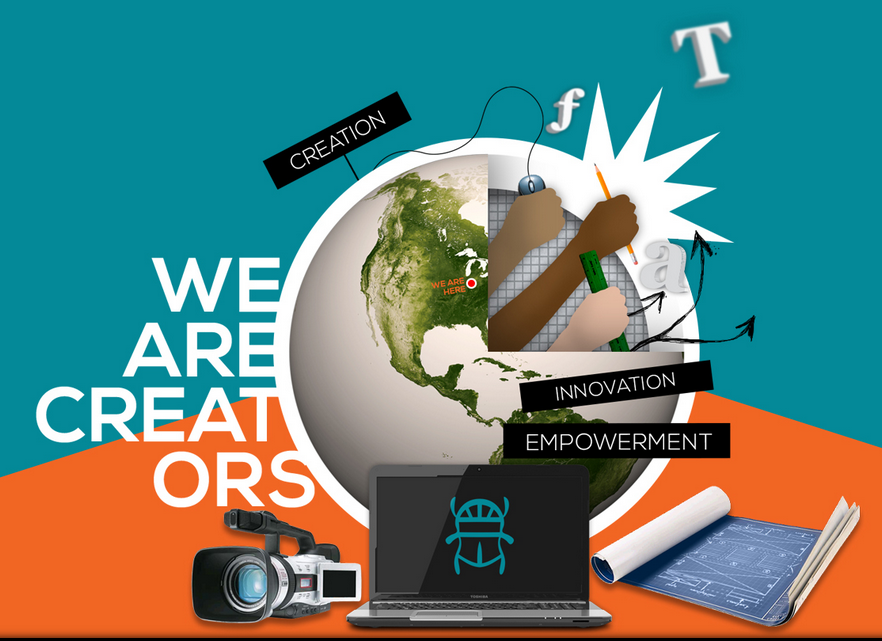 T
f
CREATION
WE
ARE
CREAT
ORS
a
WE ARE
HERE
INNOVATION
EMPOWERMENT
TOSHIBA